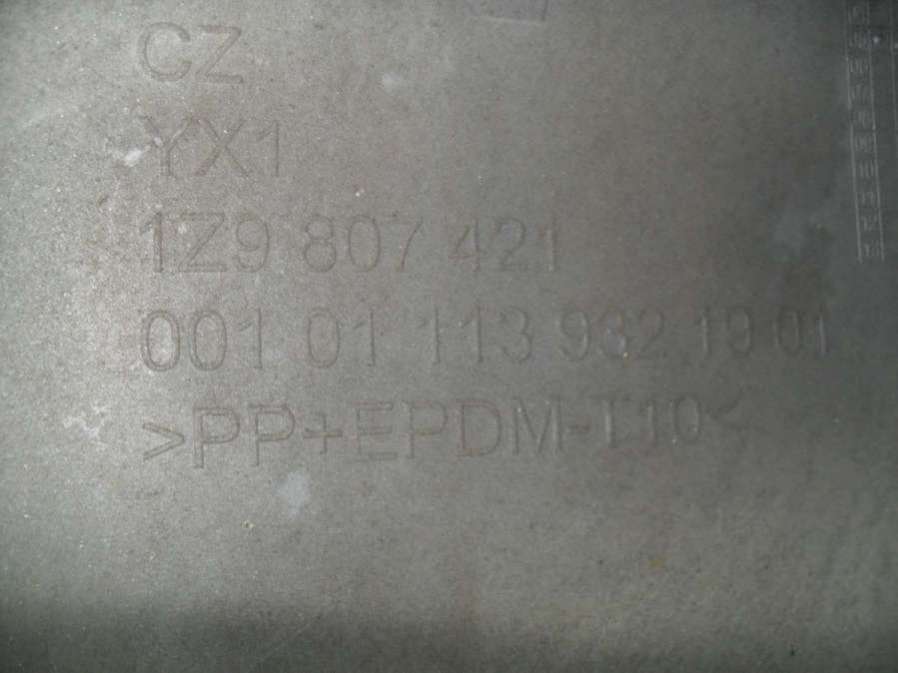 CZ
YX1
1Z9 807 421
001 01 113 932 19 01
>PP+EPDM-T10<